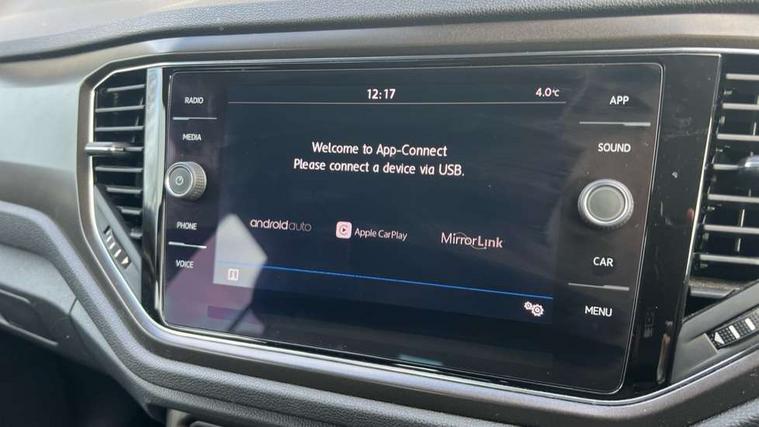 RADIO
MEDIA
PHONE
VOICE
12:17
4.0°C
Welcome to App-Connect
Please connect a device via USB.
androidauto
Apple CarPlay
MirrorLink
APP
SOUND
CAR
MENU